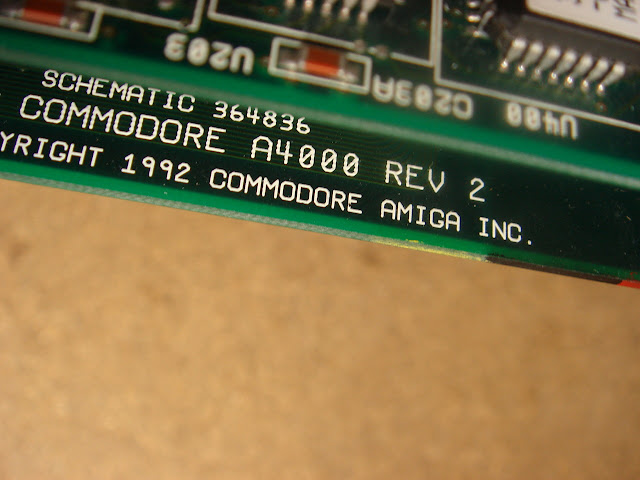 U203
C203A
U400
SCHEMATIC 364836
COMMODORE A4000 REV 2
YRIGHT 1992 COMMODORE AMIGA INC.